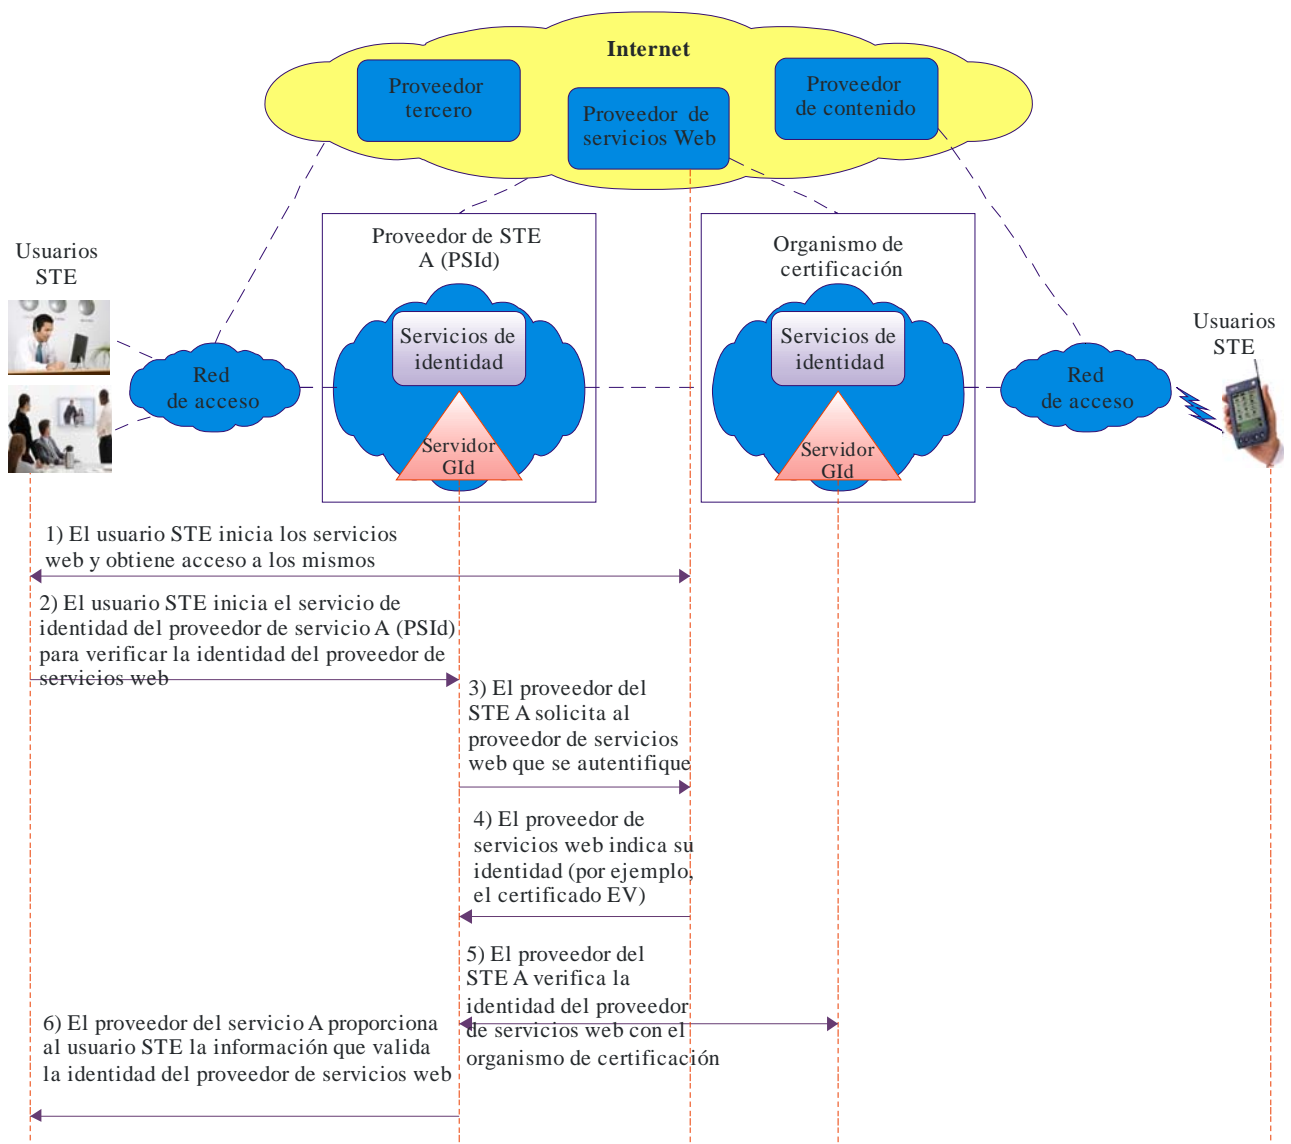 Internet
Proveedor
tercero
Proveedor de
servicios Web
Proveedor
de contenido
Usuarios
STE
Proveedor de STE
A (PSId)
Organismo de
certificación
Usuarios
STE
Red
de acceso
Servicios de
identidad
Servidor
GId
Servicios de
identidad
Servidor
GId
Red
de acceso
1) El usuario STE inicia los servicios
web y obtiene acceso a los mismos
2) El usuario STE inicia el servicio de
identidad del proveedor de servicio A (PSId)
para verificar la identidad del proveedor de
servicios web
3) El proveedor del
STE A solicita al
proveedor de servicios
web que se autentifique
4) El proveedor de
servicios web indica su
identidad (por ejemplo,
el certificado EV)
5) El proveedor del
STE A verifica la
identidad del proveedor
de servicios web con el
organismo de certificación
6) El proveedor del servicio A proporciona
al usuario STE la información que valida
la identidad del proveedor de servicios web